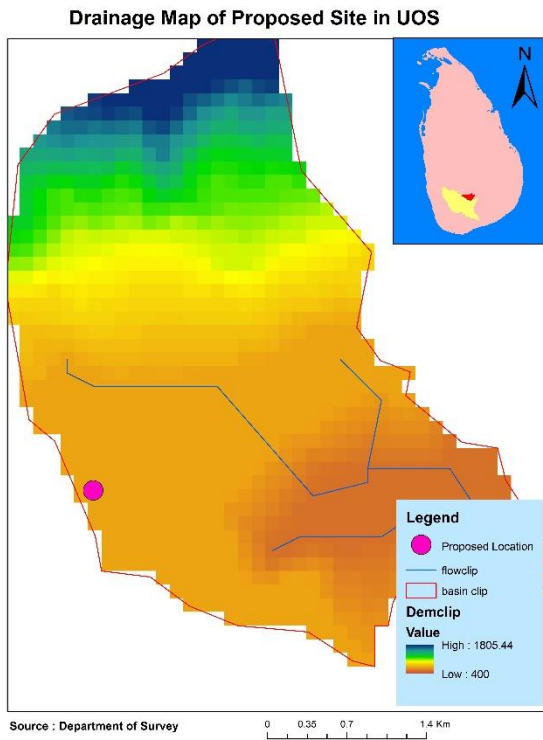 Drainage Map of Proposed Site in UOS
N
Legend
Proposed Location
flowclip
basin clip
Demclip
Value
High : 1805.44
Low : 400
Source : Department of Survey
0 0.35 0.7 1.4 Km